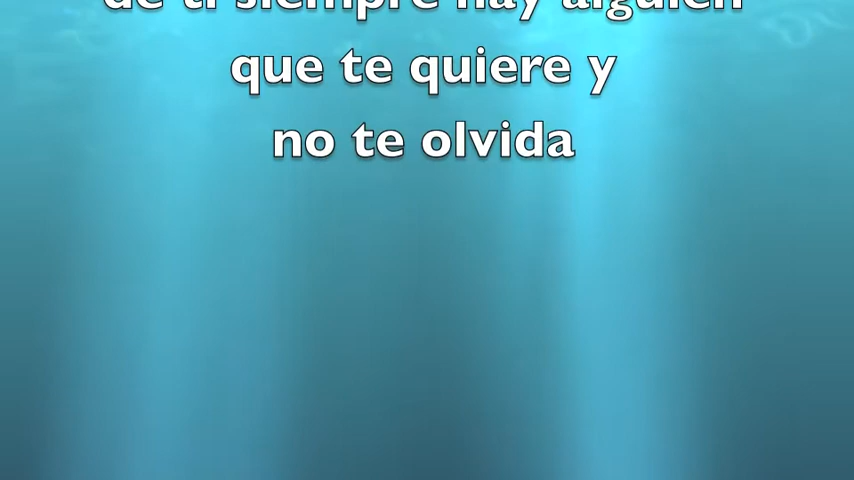 de ti siempre hay alguien
que te quiere y
no te olvida